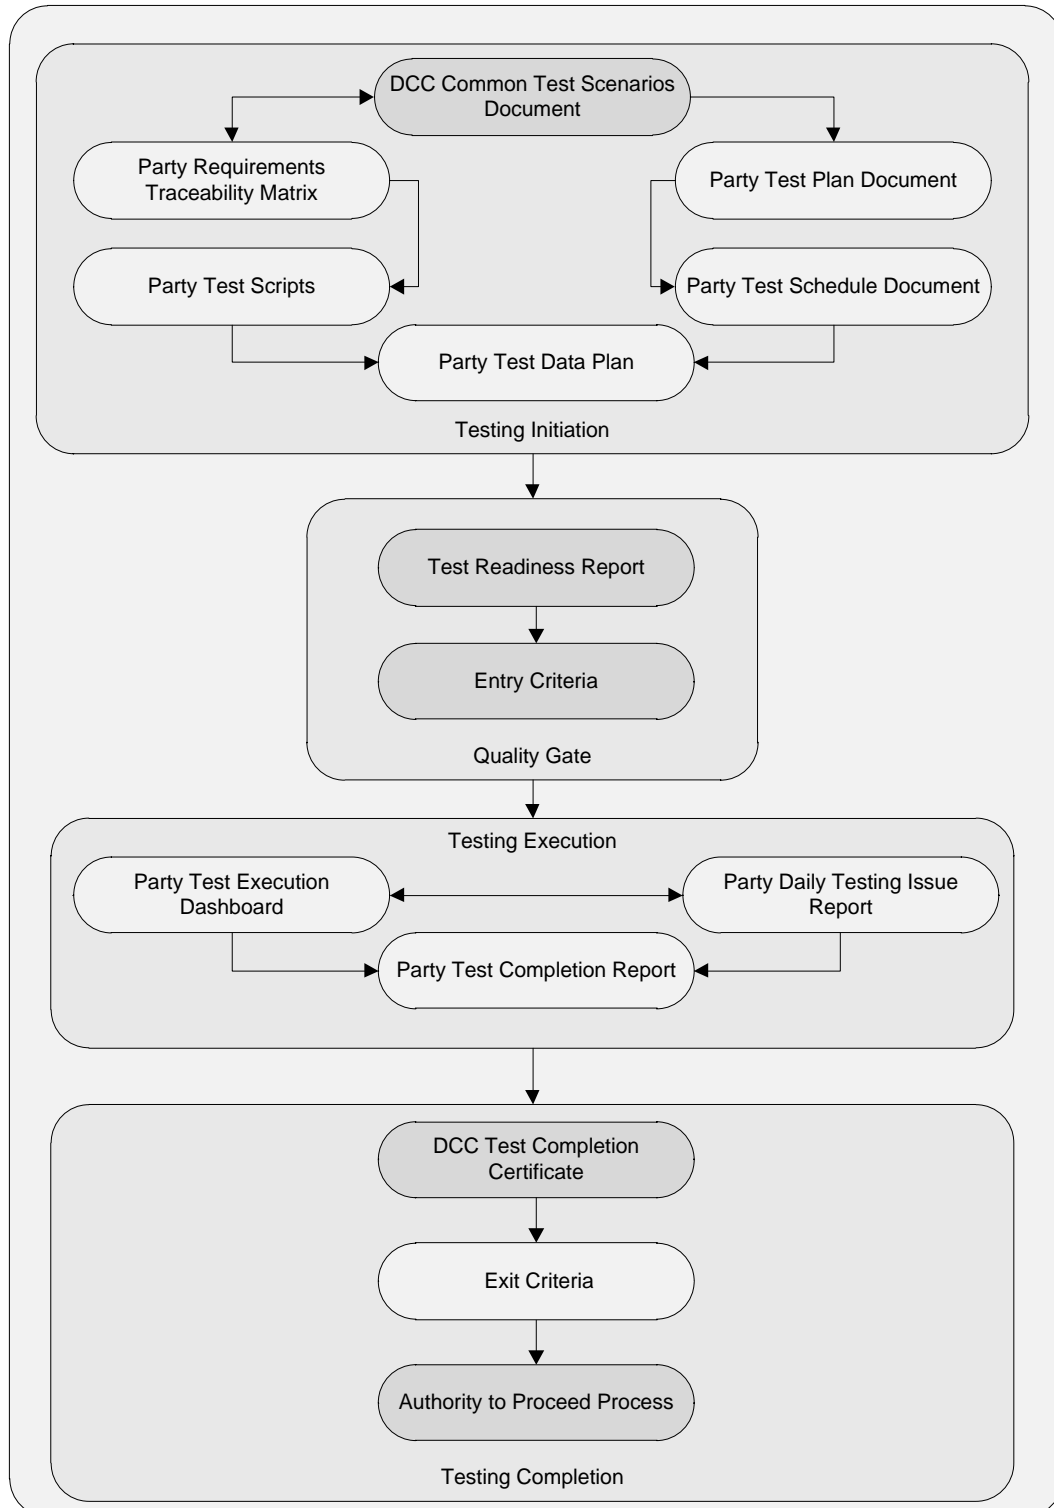 DCC Common Test Scenarios
Document
Party Requirements
Traceability Matrix
Party Test Plan Document
Party Test Scripts
Party Test Schedule Document
Party Test Data Plan
Testing Initiation
Test Readiness Report
Entry Criteria
Quality Gate
Testing Execution
Party Test Execution
Dashboard
Party Daily Testing Issue
Report
Party Test Completion Report
DCC Test Completion
Certificate
Exit Criteria
Authority to Proceed Process
Testing Completion